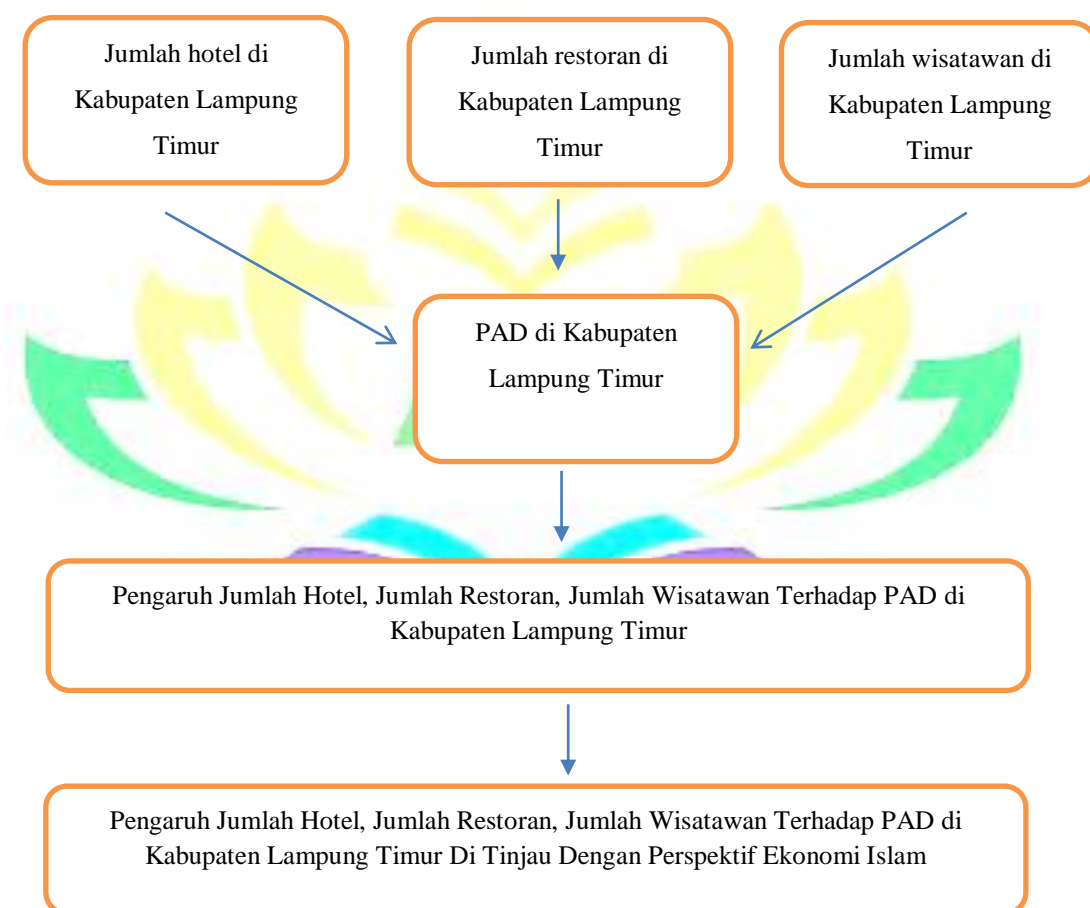 Jumlah hotel di
Kabupaten Lampung
Timur
Jumlah restoran di
Kabupaten Lampung
Timur
Jumlah wisatawan di
Kabupaten Lampung
Timur
PAD di Kabupaten
Lampung Timur
Pengaruh Jumlah Hotel, Jumlah Restoran, Jumlah Wisatawan Terhadap PAD di
Kabupaten Lampung Timur
Pengaruh Jumlah Hotel, Jumlah Restoran, Jumlah Wisatawan Terhadap PAD di
Kabupaten Lampung Timur Di Tinjau Dengan Perspektif Ekonomi Islam